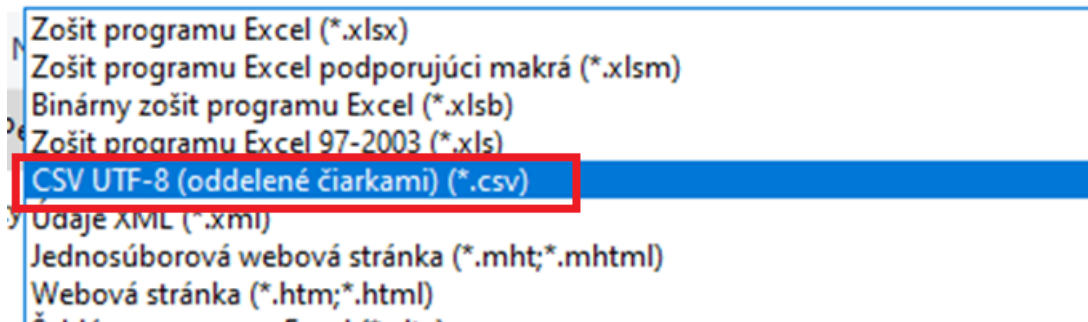 Zošit programu Excel (*.xlsx)
Zošit programu Excel podporujúci makrá (*.xlsm)
Binárny zošit programu Excel (*.xlsb)
Zošit programu Excel 97-2003 (*.xls)
CSV UTF-8 (oddelené čiarkami) (*.csv)
Údaje XML (*.xml)
Jednosúborová webová stránka (*.mht;*.mhtml)
Webová stránka (*.htm;*.html)